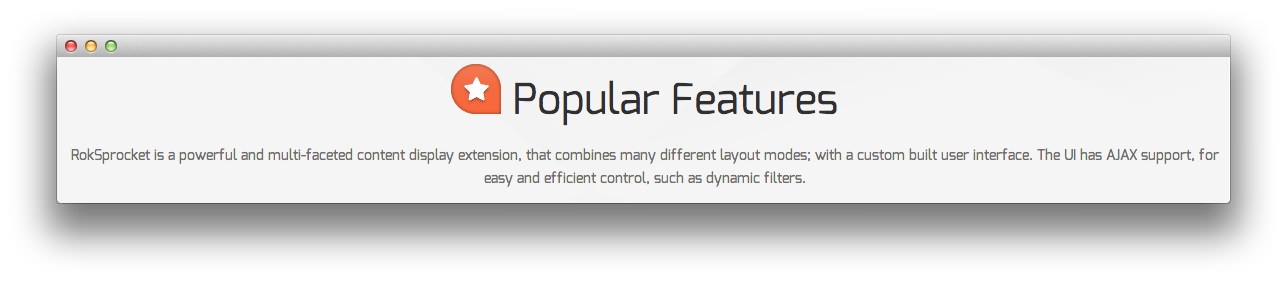 Popular Features
RokSprocket is a powerful and multi-faceted content display extension, that combines many different layout modes; with a custom built user interface. The UI has AJAX support, for
easy and efficient control, such as dynamic filters.